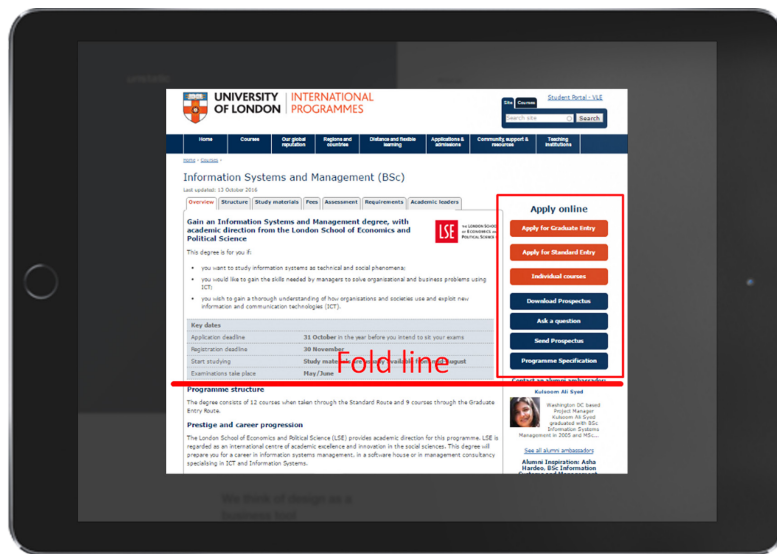 UNIVERSITY OF LONDON
INTERNATIONAL PROGRAMMES
Student Portal - VLE
Site
Courses
Search site
Search
Home
Courses
Our global reputation
Regions and countries
Distance and flexible learning
Applications & admissions
Community, support & resources
Teaching institutions
Home › Courses ›
Information Systems and Management (BSc)
Last updated: 13 October 2016
Overview
Structure
Study materials
Fees
Assessment
Requirements
Academic leaders
Gain an Information Systems and Management degree, with
academic direction from the London School of Economics and
Political Science
LSE
This degree is for you if:
• you want to study information systems as technical and social phenomena;
• you would like to gain the skills needed by managers to solve organisational and business problems using
ICT;
• you wish to gain a thorough understanding of how organisations and societies use and exploit new
information and communication technologies (ICT).
Key dates
Application deadline 31 October in the year before you intend to sit your exams
Registration deadline 30 November
Start studying Study materials August
Examinations take place May/June
Fold line
Programme structure
The degree consists of 12 courses when taken through the Standard Route and 9 courses through the Graduate
Entry Route.
Prestige and career progression
The London School of Economics and Political Science (LSE) provides academic direction for this programme. LSE is
regarded as an international centre of academic excellence and innovation in the social sciences. This degree will
prepare you for a career in information systems management, in a software house or in management consultancy
specialising in ICT and Information Systems.
Apply online
Apply for Graduate Entry
Apply for Standard Entry
Individual courses
Download Prospectus
Ask a question
Send Prospectus
Programme Specification
Contact an alumni ambassador
Kulsoom Ali Syed
Washington DC based
Project Manager
Kulsoom Ali Syed
graduated with BSc
Information Systems
Management in 2005 and MSc...
See all alumni ambassadors
Alumni Inspiration: Asha
Hardeo, BSc Information
Systems and Management
We think of design as a
business tool